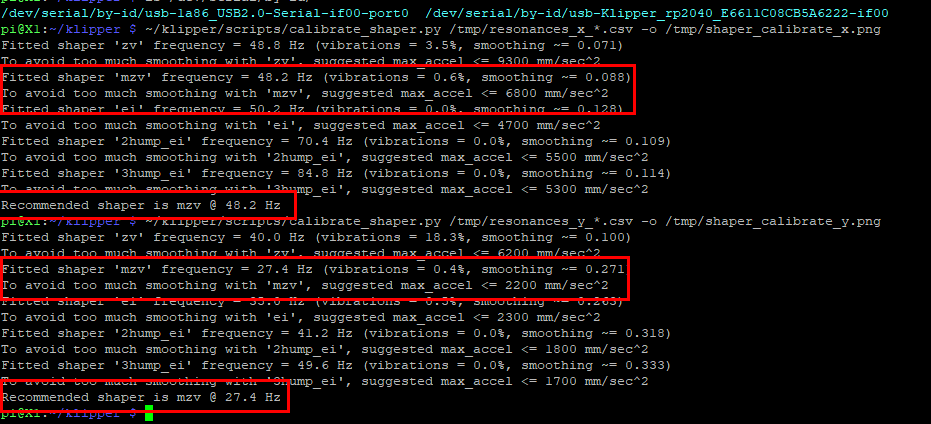 /dev/serial/by-id/usb-1a86_USB2.0-Serial-if00-port0  /dev/serial/by-id/usb-Klipper_rp2040_E6611C08CB5A6222-if00
pi@X1:~/klipper $ ~/klipper/scripts/calibrate_shaper.py /tmp/resonances_x_*.csv -o /tmp/shaper_calibrate_x.png
Fitted shaper 'zv' frequency = 48.8 Hz (vibrations = 3.5%, smoothing ~= 0.071)
To avoid too much smoothing with 'zv', suggested max_accel <= 9300 mm/sec^2
Fitted shaper 'mzv' frequency = 48.2 Hz (vibrations = 0.6%, smoothing ~= 0.088)
To avoid too much smoothing with 'mzv', suggested max_accel <= 6800 mm/sec^2
Fitted shaper 'ei' frequency = 50.2 Hz (vibrations = 0.0%, smoothing ~= 0.128)
To avoid too much smoothing with 'ei', suggested max_accel <= 4700 mm/sec^2
Fitted shaper '2hump_ei' frequency = 70.4 Hz (vibrations = 0.0%, smoothing ~= 0.109)
To avoid too much smoothing with '2hump_ei', suggested max_accel <= 5500 mm/sec^2
Fitted shaper '3hump_ei' frequency = 84.8 Hz (vibrations = 0.0%, smoothing ~= 0.114)
To avoid too much smoothing with '3hump_ei', suggested max_accel <= 5300 mm/sec^2
Recommended shaper is mzv @ 48.2 Hz
pi@X1:~/klipper $ ~/klipper/scripts/calibrate_shaper.py /tmp/resonances_y_*.csv -o /tmp/shaper_calibrate_y.png
Fitted shaper 'zv' frequency = 40.0 Hz (vibrations = 18.3%, smoothing ~= 0.100)
To avoid too much smoothing with 'zv', suggested max_accel <= 6200 mm/sec^2
Fitted shaper 'mzv' frequency = 27.4 Hz (vibrations = 0.4%, smoothing ~= 0.271
To avoid too much smoothing with 'mzv', suggested max_accel <= 2200 mm/sec^2
Fitted shaper 'ei' frequency = Hz (vibrations = smoothing ~=
To avoid too much smoothing with 'ei', suggested max_accel <= 2300 mm/sec^2
Fitted shaper '2hump_ei' frequency = 41.2 Hz (vibrations = 0.0%, smoothing ~= 0.318)
To avoid too much smoothing with '2hump_ei', suggested max_accel <= 1800 mm/sec^2
Fitted shaper '3hump_ei' frequency = 49.6 Hz (vibrations = 0.0%, smoothing ~= 0.333)
To avoid too much smoothing with '3hump_ei', suggested max_accel <= 1700 mm/sec^2
Recommended shaper is mzv @ 27.4 Hz
pi@X1:~/klipper $